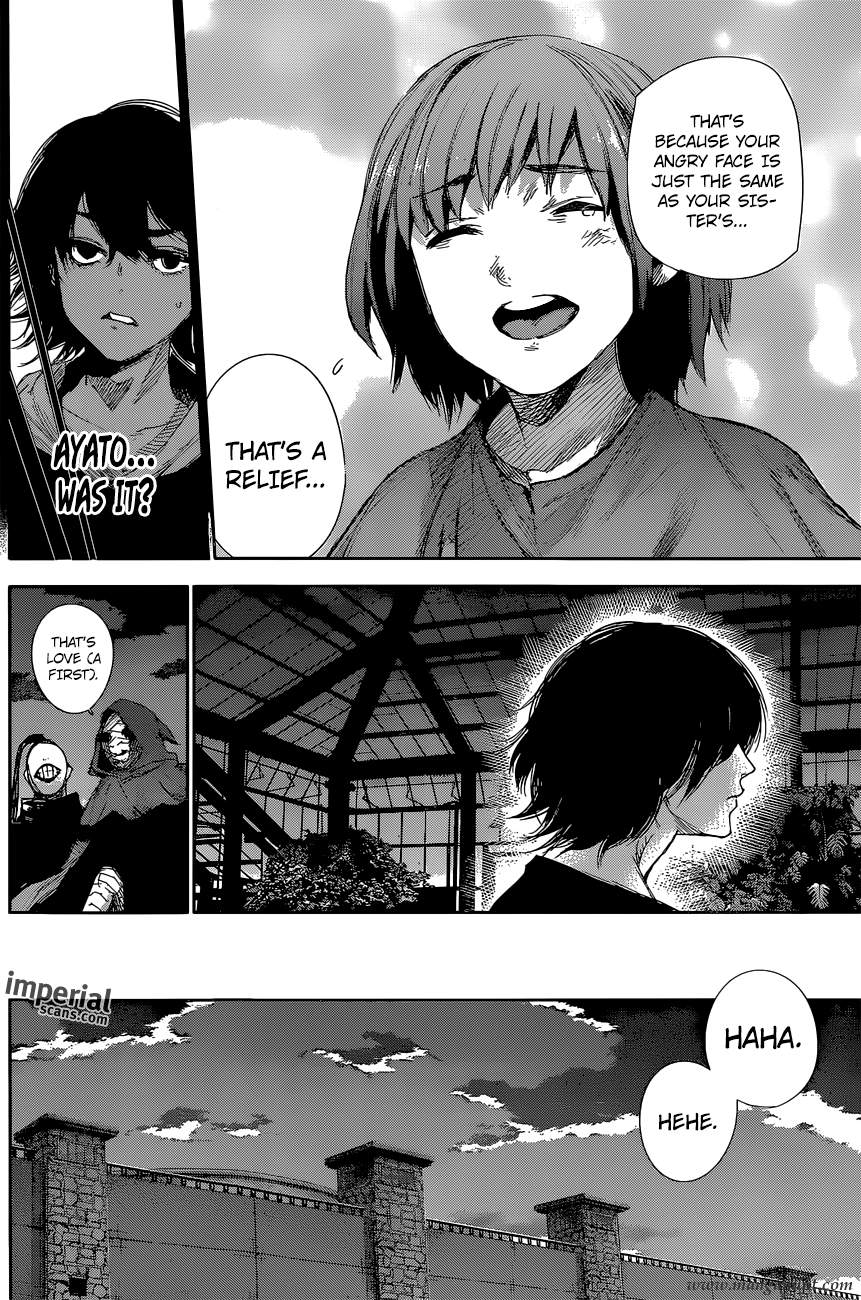 THAT'S
BECAUSE YOUR
ANGRY FACE IS
JUST THE SAME
AS YOUR SIS-
TER'S...
THAT'S A
RELIEF...
AYATO...
WAS IT?
THAT'S
LOVE (A
FIRST).
imperial
scans.com
HAHA.
HEHE.